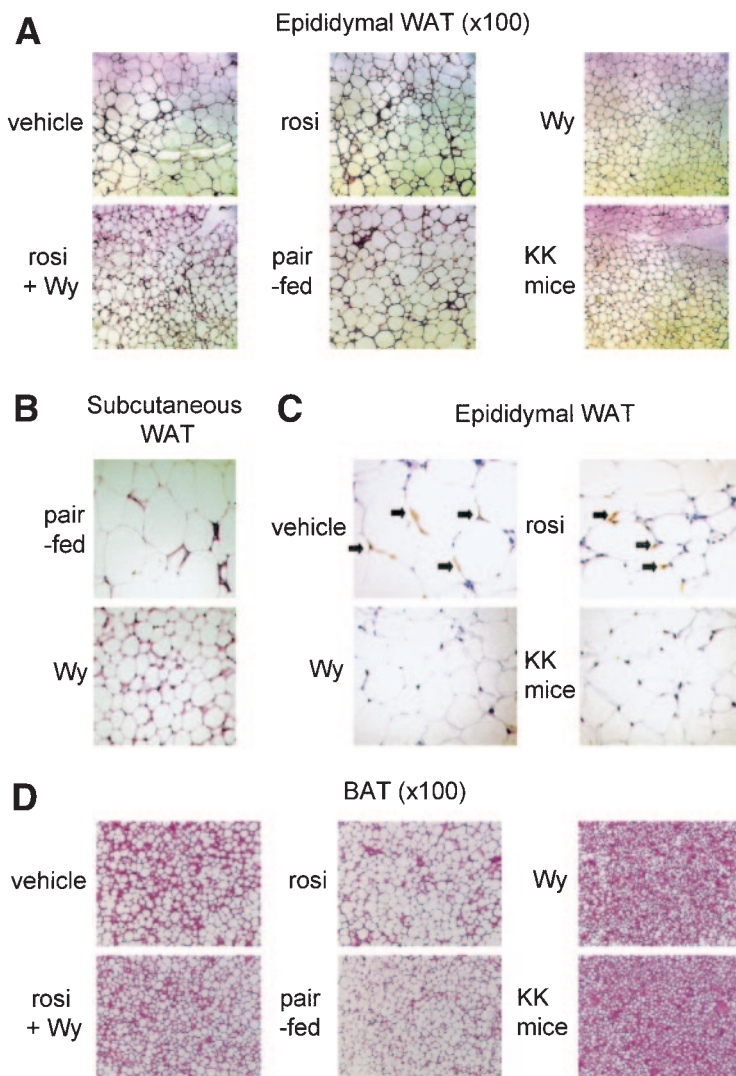 A
Epididymal WAT (x100)
vehicle
rosi
Wy
rosi
+ Wy
pair
-fed
KK
mice
B
Subcutaneous
WAT
pair
-fed
Wy
C
Epididymal WAT
vehicle
rosi
Wy
KK
mice
D
BAT (x100)
vehicle
rosi
Wy
rosi
+ Wy
pair
-fed
KK
mice